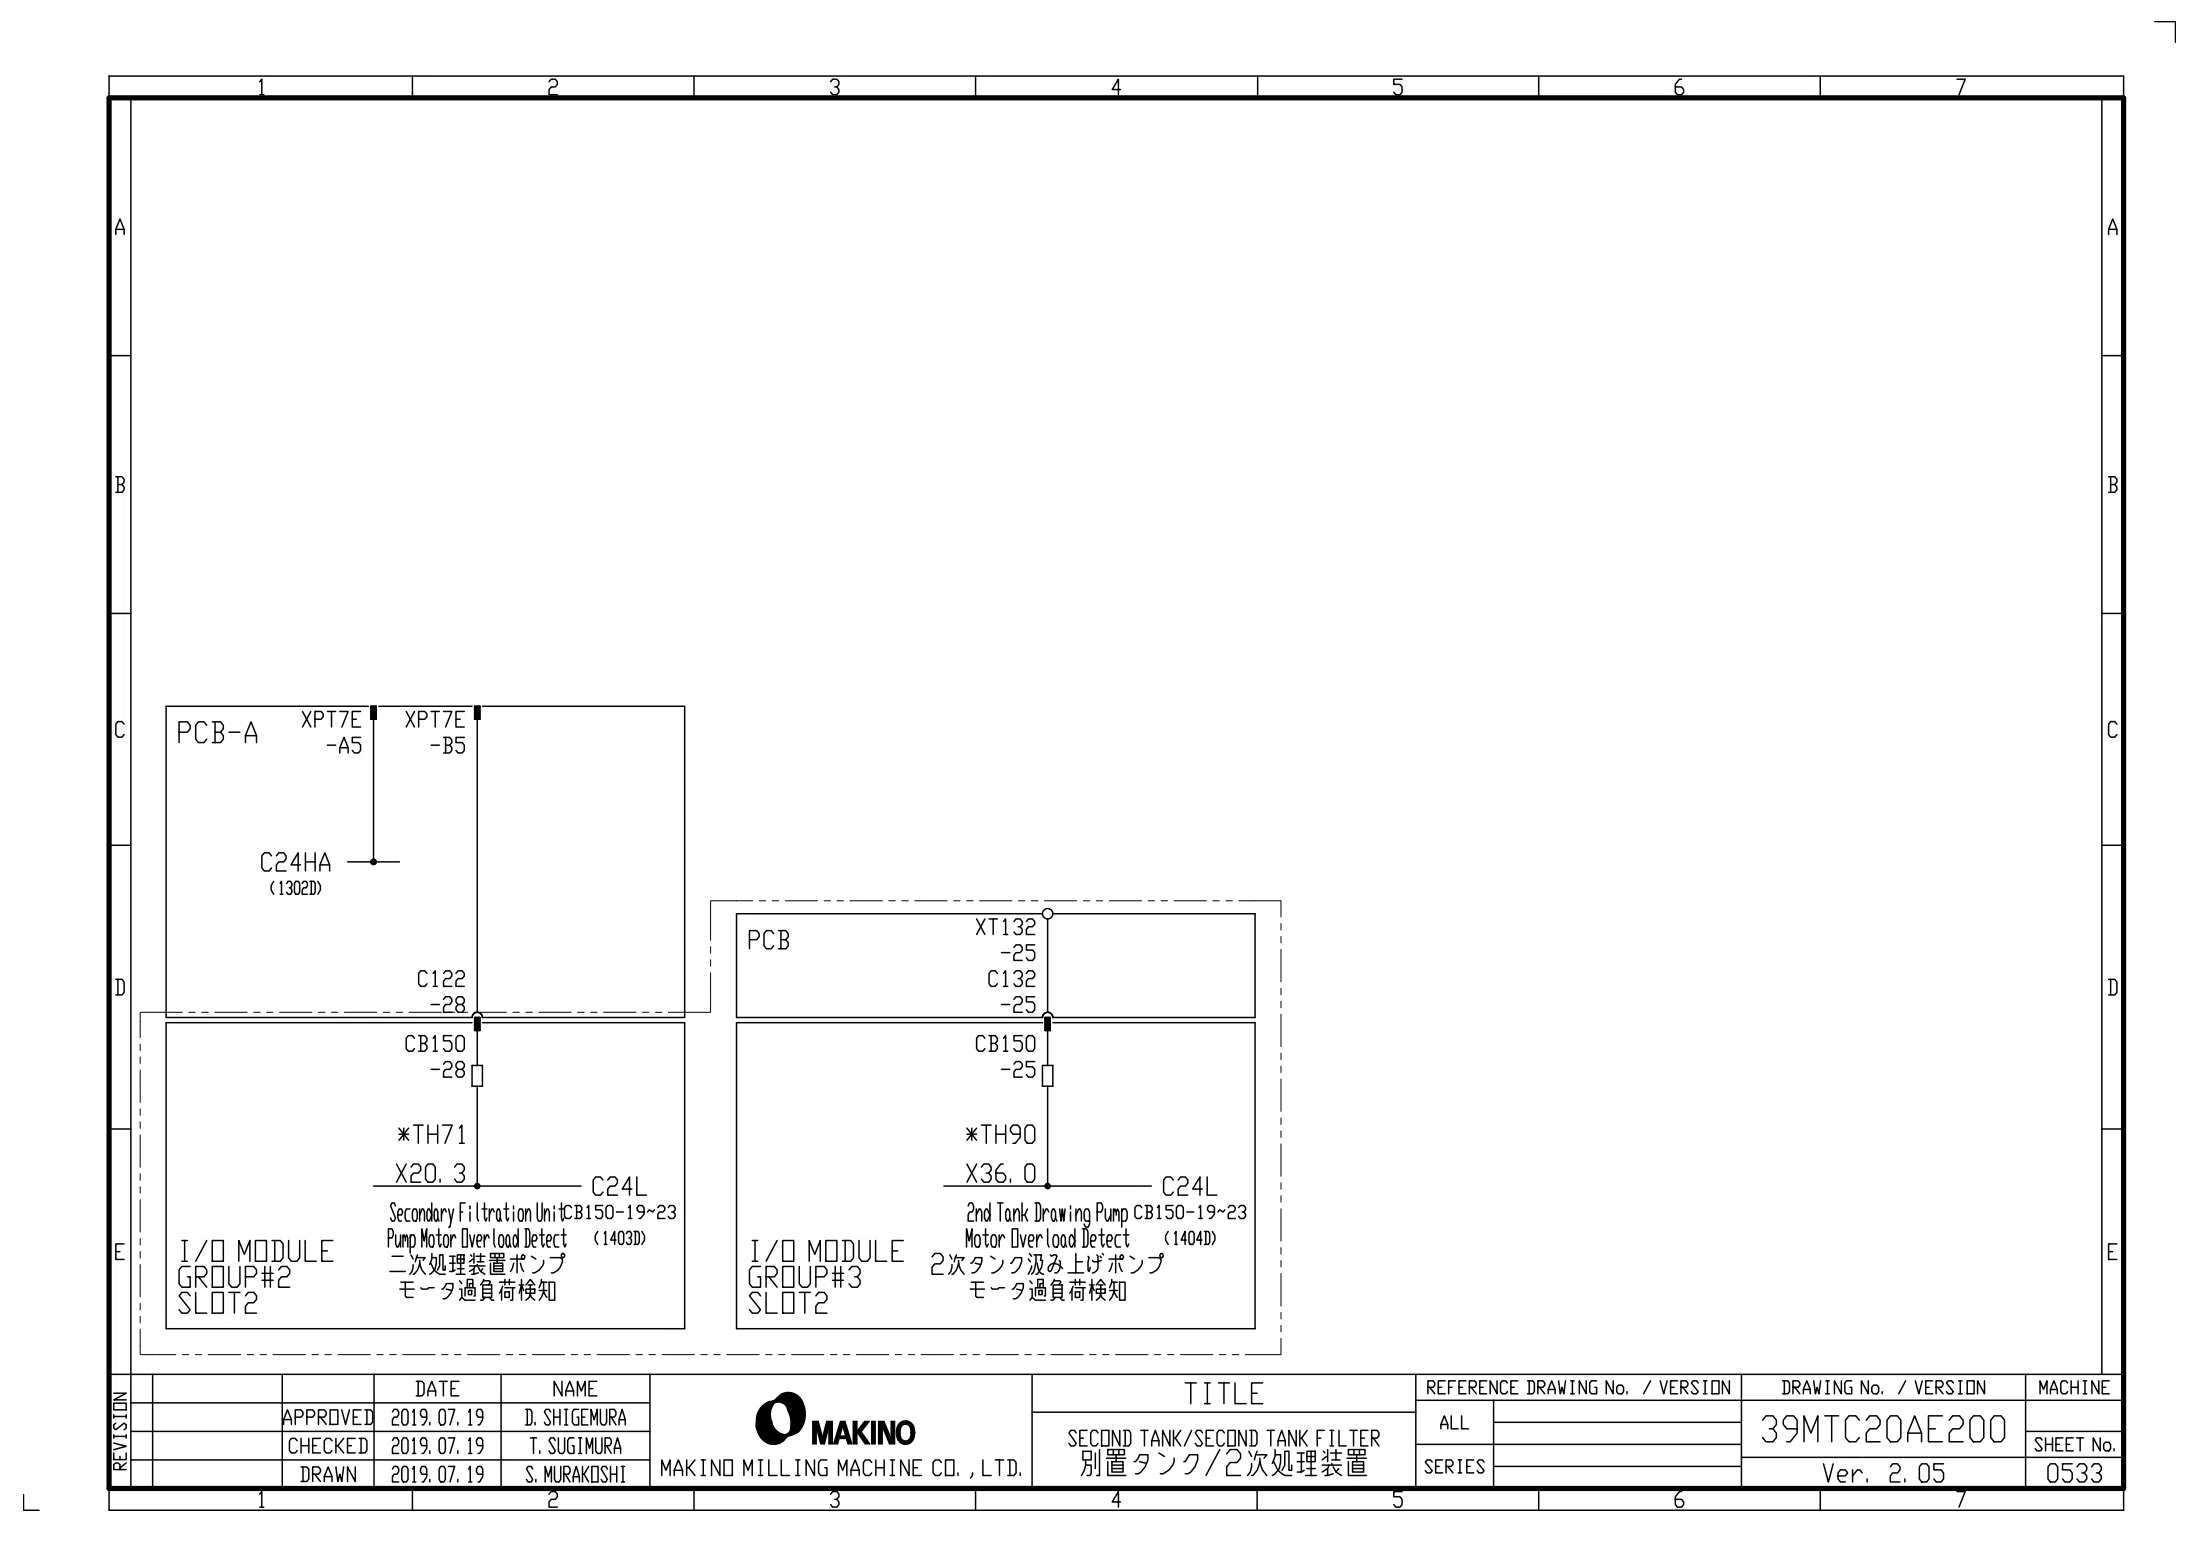 1 2 3 4 5 6 7
A A
B B
C C
D D
E E
PCB-A
XPT7E XPT7E
-A5 -B5
C24HA
(1302D)
C122
-28
CB150
-28
*TH71
X20.3
C24L
Secondary Filtration Unit CB150-19~23
Pump Motor Overload Detect (1403D)
二次処理装置ポンプ
モータ過負荷検知
I/O MODULE
GROUP#2
SLOT2
PCB
XT132
-25
C132
-25
CB150
-25
*TH90
X36.0
C24L
2nd Tank Drawing Pump CB150-19~23
Motor Overload Detect (1404D)
2次タンク汲み上げポンプ
モータ過負荷検知
I/O MODULE
GROUP#3
SLOT2
REVISION
DATE NAME
APPROVED 2019.07.19 D. SHIGEMURA
CHECKED 2019.07.19 T. SUGIMURA
DRAWN 2019.07.19 S. MURAKOSHI
MAKINO
MAKINO MILLING MACHINE CO.,LTD.
TITLE
SECOND TANK/SECOND TANK FILTER
別置タンク/2次処理装置
REFERENCE DRAWING No. / VERSION
ALL
SERIES
DRAWING No. / VERSION
39MTC20AE200
Ver. 2.05
MACHINE
SHEET No.
0533
1 2 3 4 5 6 7